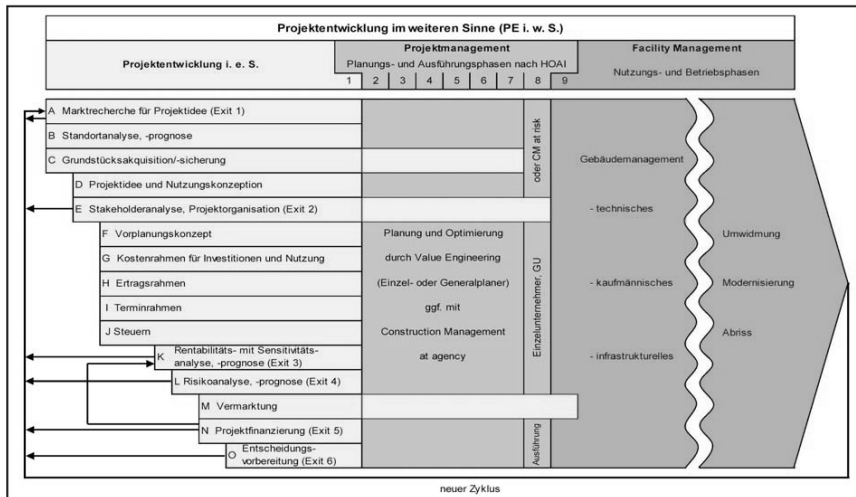 Projektentwicklung im weiteren Sinne (PE i. w. S.)
Projektentwicklung i. e. S.
Projektmanagement
Planungs- und Ausführungsphasen nach HOAI
1 2 3 4 5 6 7 8 9
Facility Management
Nutzungs- und Betriebsphasen
A Marktrecherche für Projektidee (Exit 1)
B Standortanalyse, -prognose
C Grundstücksakquisition/-sicherung
D Projektidee und Nutzungskonzeption
E Stakeholderanalyse, Projektorganisation (Exit 2)
F Vorplanungskonzept
G Kostenrahmen für Investitionen und Nutzung
H Ertragsrahmen
I Terminrahmen
J Steuern
K Rentabilitäts- mit Sensitivitäts-
analyse, -prognose (Exit 3)
L Risikoanalyse, -prognose (Exit 4)
M Vermarktung
N Projektfinanzierung (Exit 5)
O Entscheidungs-
vorbereitung (Exit 6)
Planung und Optimierung
durch Value Engineering
(Einzel- oder Generalplaner)
ggf. mit
Construction Management
at agency
oder CM at risk
Einzelunternehmer, GU
Ausführung
Gebäudemanagement
- technisches
- kaufmännisches
- infrastrukturelles
Umwidmung
Modernisierung
Abriss
neuer Zyklus